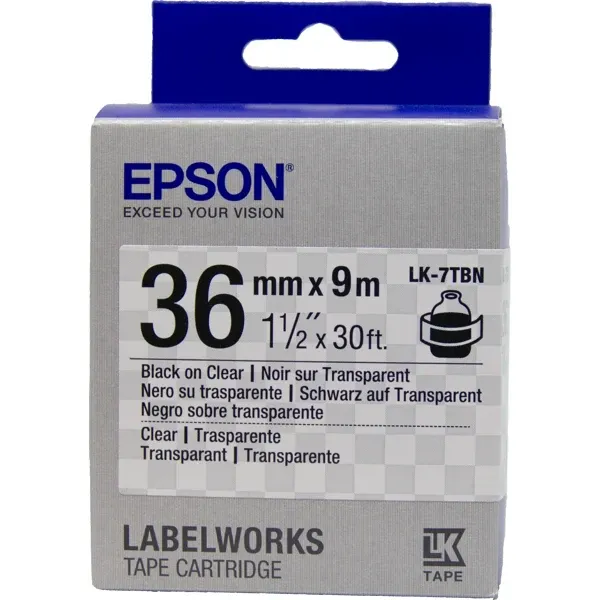 EPSON®
EXCEED YOUR VISION
36 mm x 9m LK-7TBN
1½″ x 30ft.
Black on Clear | Noir sur Transparent
Nero su trasparente | Schwarz auf Transparent
Negro sobre transparente
Clear | Trasparente
Transparant | Transparente
LABELWORKS
TAPE CARTRIDGE
LK
TAPE